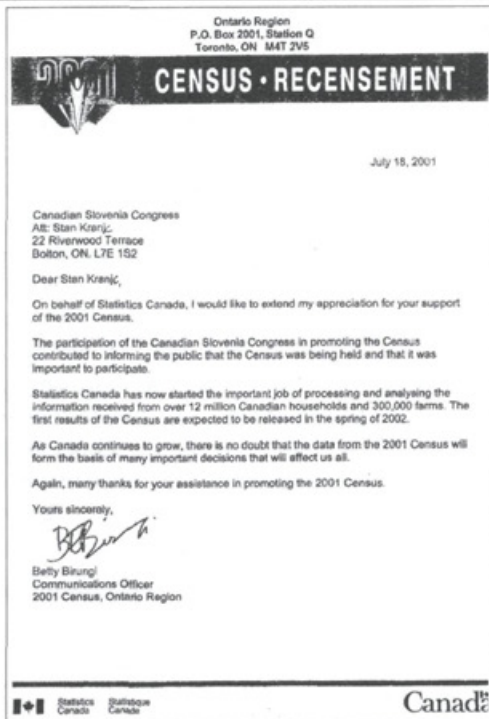 Ontario Region
P.O. Box 2001, Station Q
Toronto, ON M4T 2V5
2001
CENSUS · RECENSEMENT
July 18, 2001
Canadian Slovenia Congress
Att: Stan Kranjc
22 Riverwood Terrace
Bolton, ON. L7E 1S2
Dear Stan Kranjc,
On behalf of Statistics Canada, I would like to extend my appreciation for your support
of the 2001 Census.
The participation of the Canadian Slovenia Congress in promoting the Census
contributed to informing the public that the Census was being held and that it was
important to participate.
Statistics Canada has now started the important job of processing and analysing the
information received from over 12 million Canadian households and 300,000 farms. The
first results of the Census are expected to be released in the spring of 2002.
As Canada continues to grow, there is no doubt that the data from the 2001 Census will
form the basis of many important decisions that will affect us all.
Again, many thanks for your assistance in promoting the 2001 Census.
Yours sincerely,
Betty Birungi
Communications Officer
2001 Census, Ontario Region
Statistics Statistique
Canada Canada
Canada